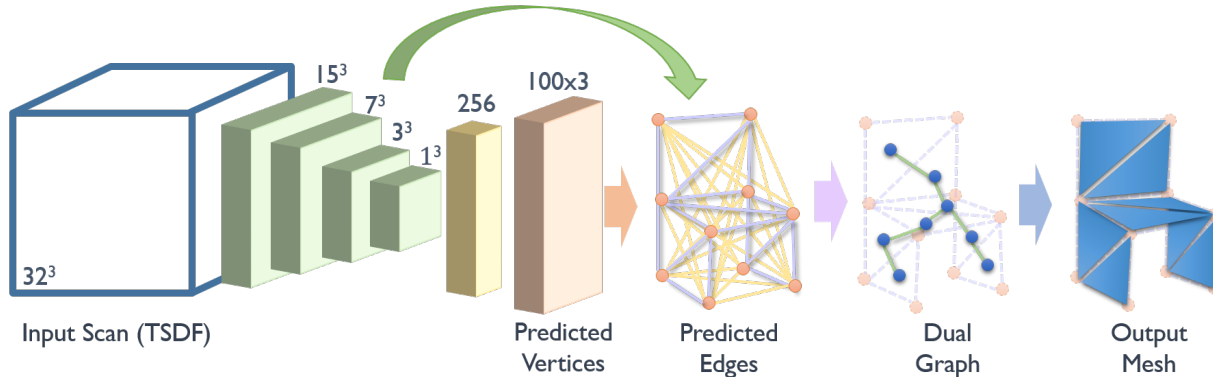 32³
15³
7³
3³
1³
256
100x3
Input Scan (TSDF)
Predicted
Vertices
Predicted
Edges
Dual
Graph
Output
Mesh